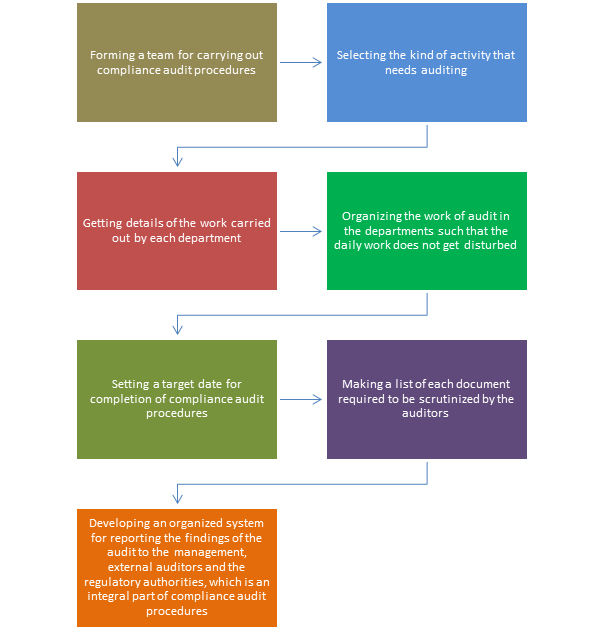 Forming a team for carrying out
compliance audit procedures
Selecting the kind of activity that
needs auditing
Getting details of the work carried
out by each department
Organizing the work of audit in
the departments such that the
daily work does not get disturbed
Setting a target date for
completion of compliance audit
procedures
Making a list of each document
required to be scrutinized by the
auditors
Developing an organized system
for reporting the findings of the
audit to the management,
external auditors and the
regulatory authorities, which is an
integral part of compliance audit
procedures